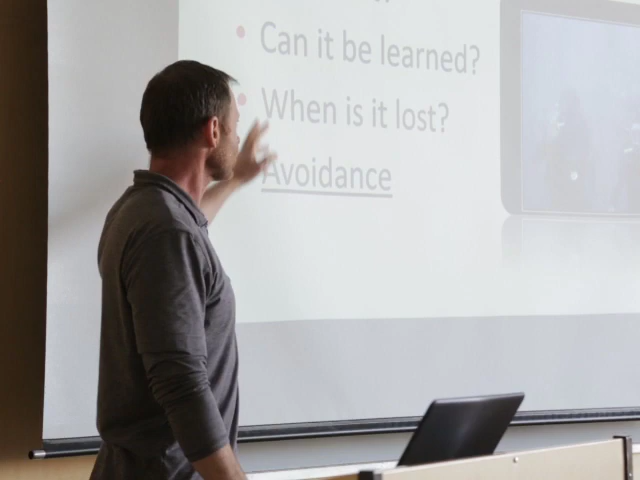 Can it be learned?
When is it lost?
Avoidance